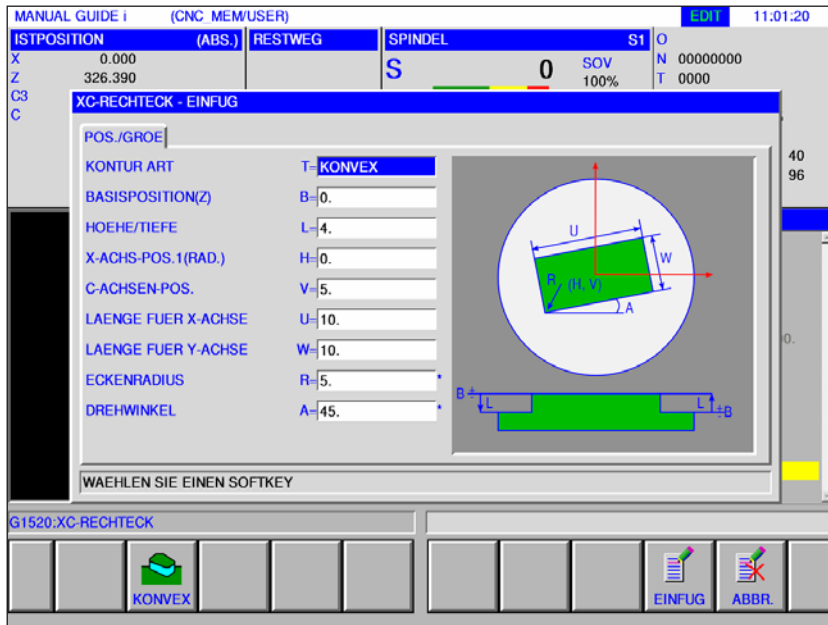 MANUAL GUIDE i (CNC_MEM/USER) EDIT 11:01:20
ISTPOSITION (ABS.) RESTWEG SPINDEL S1 O
X 0.000 S 0 SOV N 00000000
Z 326.390 100% T 0000
C3
C
XC-RECHTECK - EINFUG
POS./GROE
KONTUR ART T= KONVEX
BASISPOSITION(Z) B= 0.
HOEHE/TIEFE L= 4.
X-ACHS-POS.1(RAD.) H= 0.
C-ACHSEN-POS. V= 5.
LAENGE FUER X-ACHSE U= 10.
LAENGE FUER Y-ACHSE W= 10.
ECKENRADIUS R= 5. *
DREHWINKEL A= 45. *
U
W
R (H, V)
A
B L L B
40
96
0.
WAEHLEN SIE EINEN SOFTKEY
G1520:XC-RECHTECK
KONVEX EINFUG ABBR.